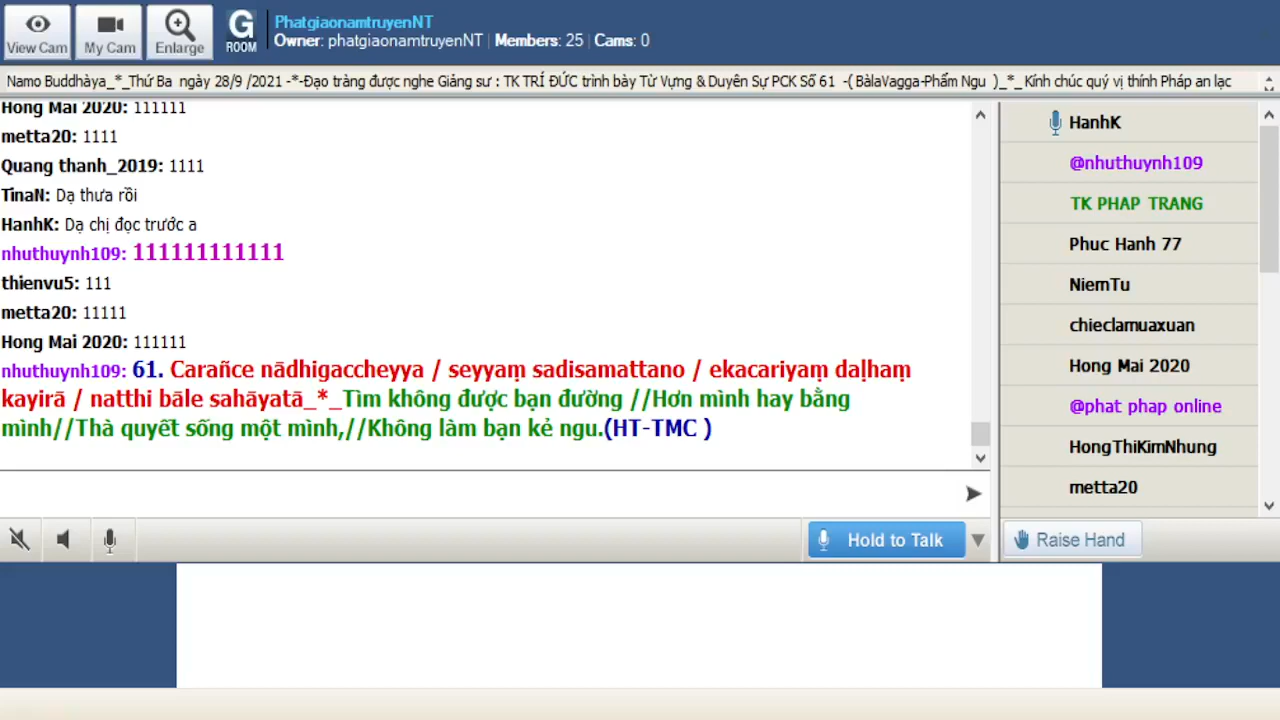 View Cam
My Cam
Enlarge
G
ROOM
PhatgiaonamtruyenNT
Owner: phatgiaonamtruyenNT | Members: 25 | Cams: 0
Namo Buddhàya_*_Thứ Ba ngày 28/9 /2021 -*-Đạo tràng được nghe Giảng sư : TK TRÍ ĐỨC trình bày Từ Vựng & Duyên Sự PCK Số 61 -( BàlaVagga-Phẩm Ngu )_*_ Kính chúc quý vị thính Pháp an lạc
Hong Mai 2020: 111111
metta20: 1111
Quang thanh_2019: 1111
TinaN: Dạ thưa rồi
HanhK: Dạ chị đọc trước a
nhuthuynh109: 111111111111
thienvu5: 111
metta20: 11111
Hong Mai 2020: 111111
nhuthuynh109: 61. Carañce nādhigaccheyya / seyyaṃ sadisamattano / ekacariyaṃ daḷhaṃ
kayirā / natthi bāle sahāyatā_*_Tìm không được bạn đường //Hơn mình hay bằng
mình//Thà quyết sống một mình,//Không làm bạn kẻ ngu.(HT-TMC )
HanhK
@nhuthuynh109
TK PHAP TRANG
Phuc Hanh 77
NiemTu
chieclamuaxuan
Hong Mai 2020
@phat phap online
HongThiKimNhung
metta20
Hold to Talk
Raise Hand